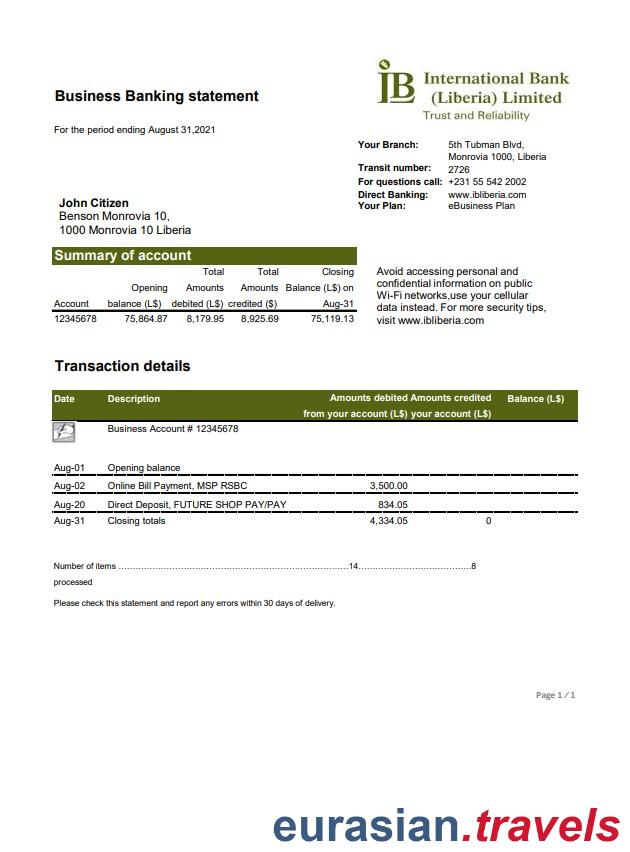 International Bank
(Liberia) Limited
Trust and Reliability
Business Banking statement
For the period ending August 31,2021
Your Branch: 5th Tubman Blvd,
Monrovia 1000, Liberia
Transit number: 2726
For questions call: +231 55 542 2002
Direct Banking: www.ibliberia.com
Your Plan: eBusiness Plan
John Citizen
Benson Monrovia 10,
1000 Monrovia 10 Liberia
Summary of account
Total Total Closing
Opening Amounts Amounts Balance (L$) on
Account balance (L$) debited (L$) credited ($) Aug-31
12345678 75,864.87 8,179.95 8,925.69 75,119.13
Avoid accessing personal and
confidential information on public
Wi-Fi networks,use your cellular
data instead. For more security tips,
visit www.ibliberia.com
Transaction details
Date Description Amounts debited Amounts credited Balance (L$)
from your account (L$) your account (L$)
Business Account # 12345678
Aug-01 Opening balance
Aug-02 Online Bill Payment, MSP RSBC 3,500.00
Aug-20 Direct Deposit, FUTURE SHOP PAY/PAY 834.05
Aug-31 Closing totals 4,334.05 0
Number of items ...14...8
processed
Please check this statement and report any errors within 30 days of delivery.
Page 1 / 1
eurasian.travels